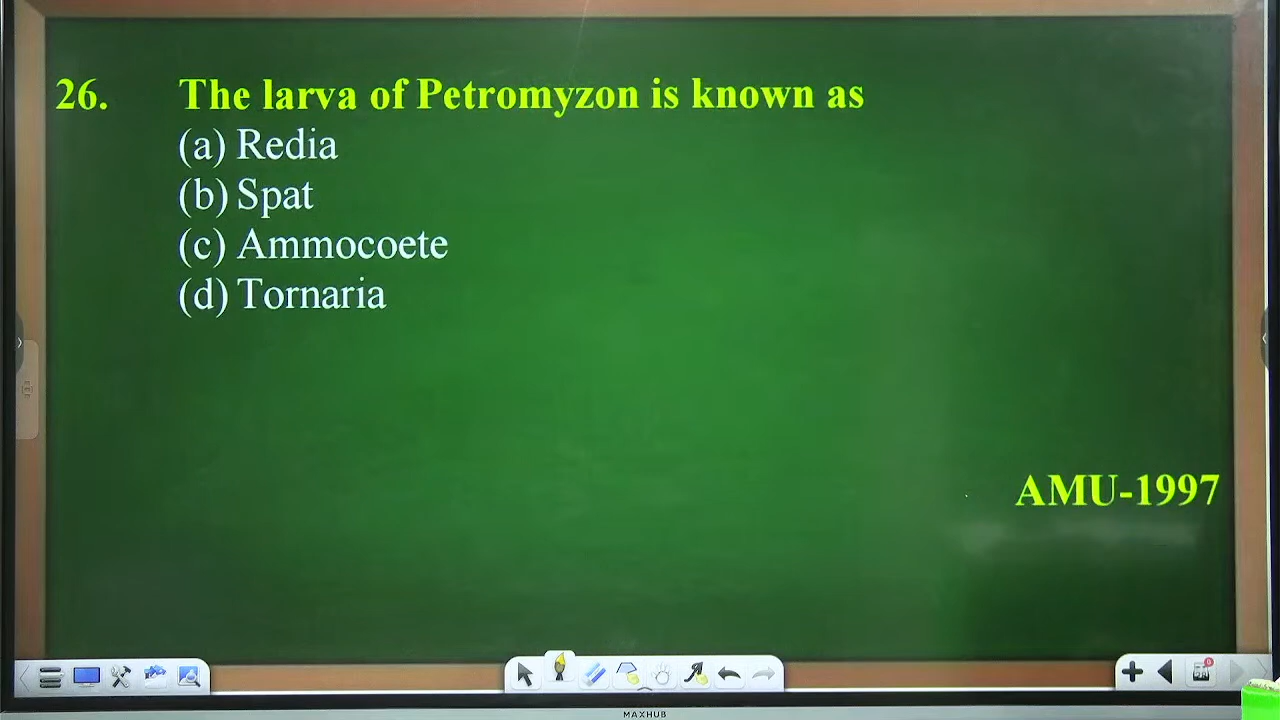 26. The larva of Petromyzon is known as
(a) Redia
(b) Spat
(c) Ammocoete
(d) Tornaria
AMU-1997
MAXHUB